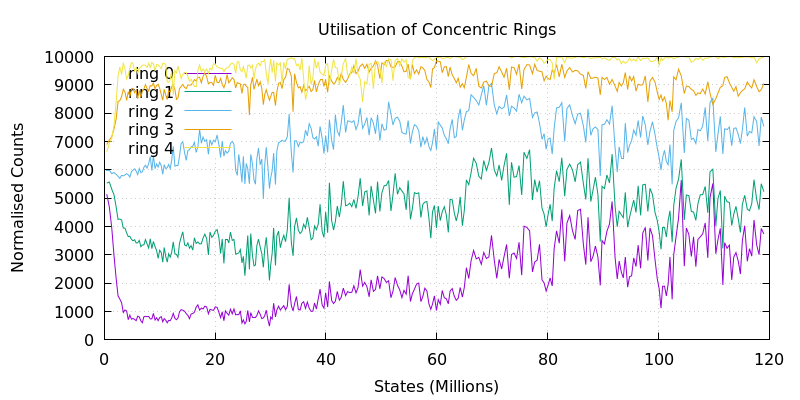 Utilisation of Concentric Rings
Normalised Counts
10000
9000
8000
7000
6000
5000
4000
3000
2000
1000
0
ring 0
ring 1
ring 2
ring 3
ring 4
0 20 40 60 80 100 120
States (Millions)